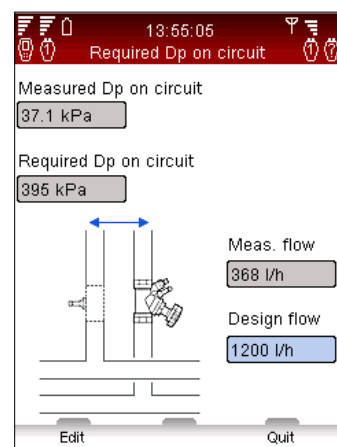 13:55:05
Required Dp on circuit
Measured Dp on circuit
37.1 kPa
Required Dp on circuit
395 kPa
Meas. flow
368 l/h
Design flow
1200 l/h
Edit
Quit